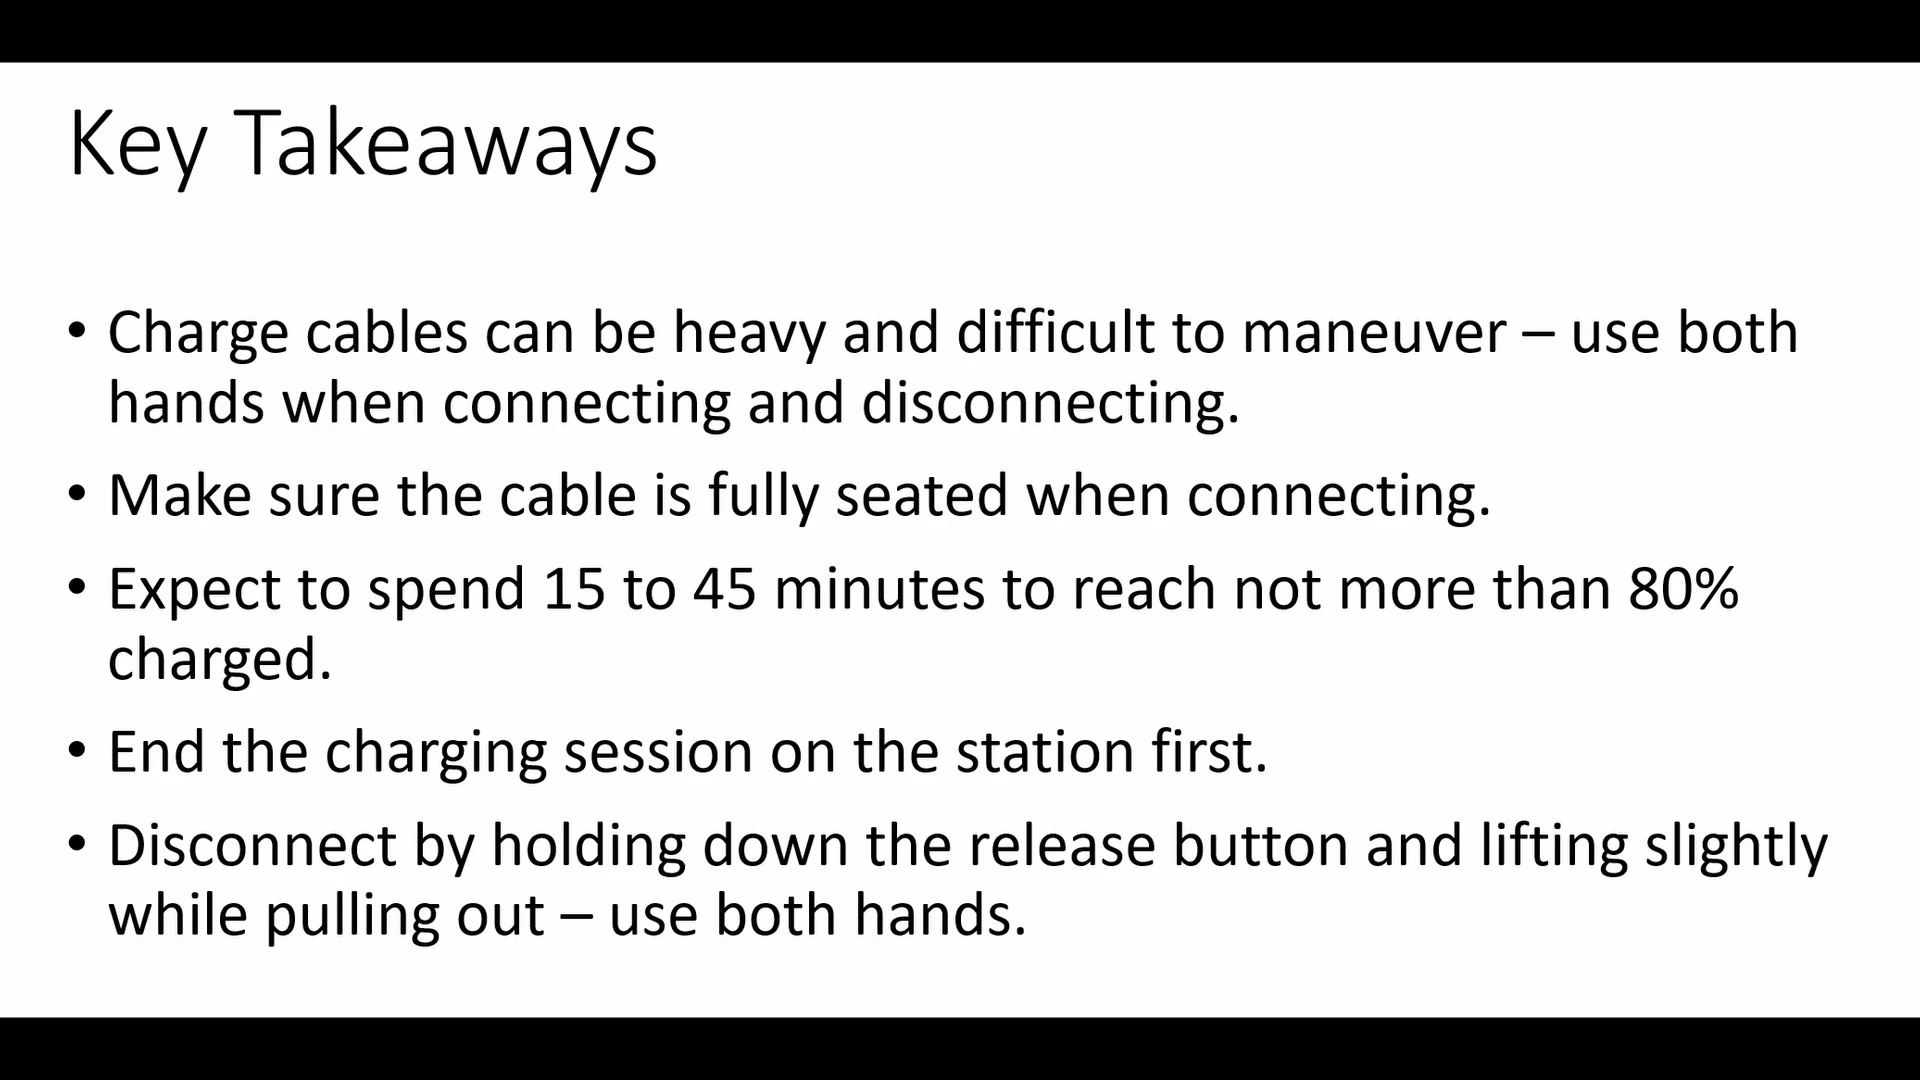 Key Takeaways
• Charge cables can be heavy and difficult to maneuver – use both
hands when connecting and disconnecting.
• Make sure the cable is fully seated when connecting.
• Expect to spend 15 to 45 minutes to reach not more than 80%
charged.
• End the charging session on the station first.
• Disconnect by holding down the release button and lifting slightly
while pulling out – use both hands.